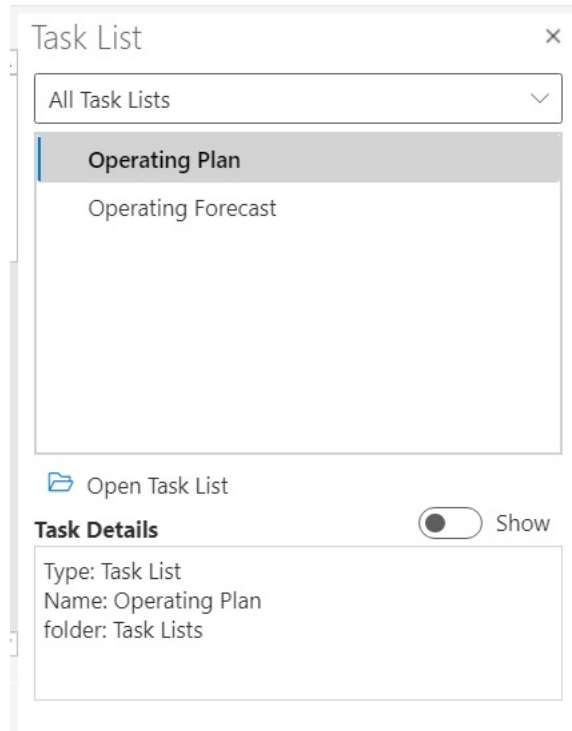 Task List
All Task Lists
Operating Plan
Operating Forecast
Open Task List
Task Details
Show
Type: Task List
Name: Operating Plan
folder: Task Lists